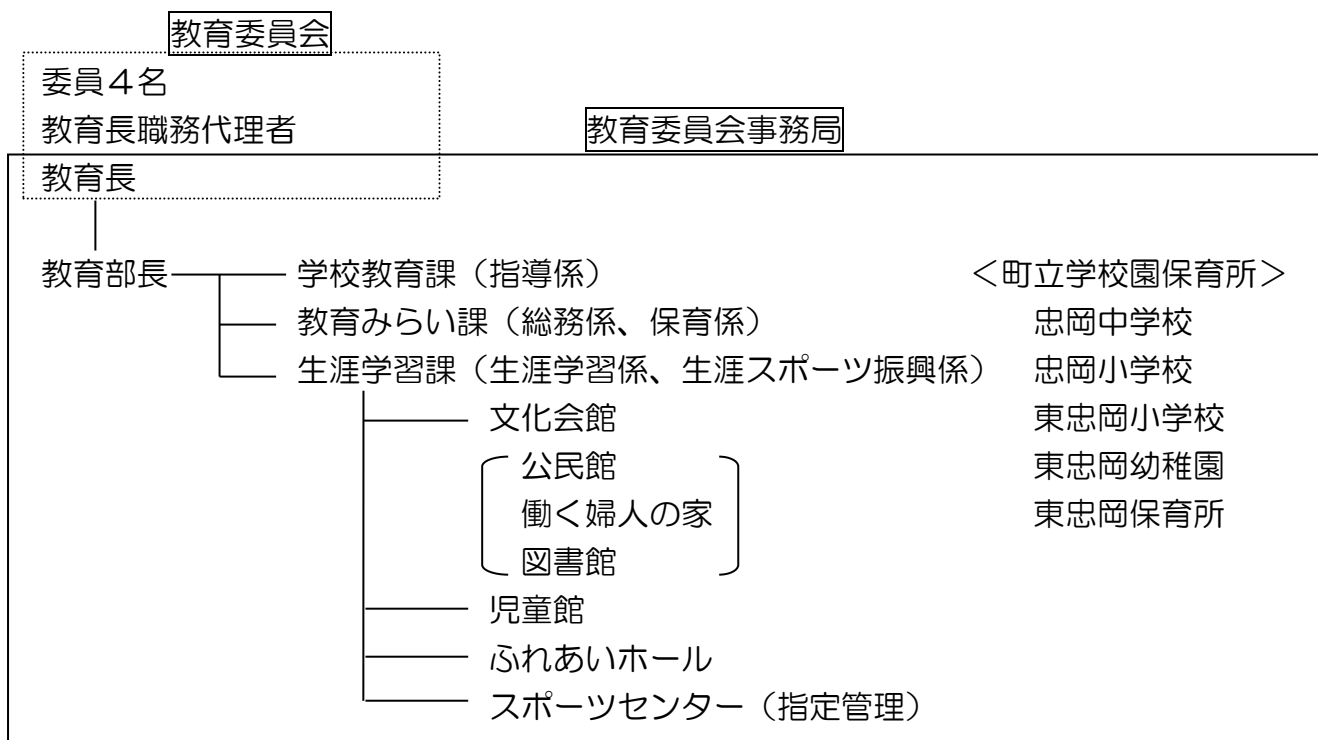 教育委員会
委員4名
教育長職務代理者
教育委員会事務局
教育長
教育部長 学校教育課（指導係） ＜町立学校園保育所＞
教育みらい課（総務係、保育係） 忠岡中学校
生涯学習課（生涯学習係、生涯スポーツ振興係） 忠岡小学校
文化会館 東忠岡小学校
公民館 東忠岡幼稚園
働く婦人の家 東忠岡保育所
図書館
児童館
ふれあいホール
スポーツセンター（指定管理）